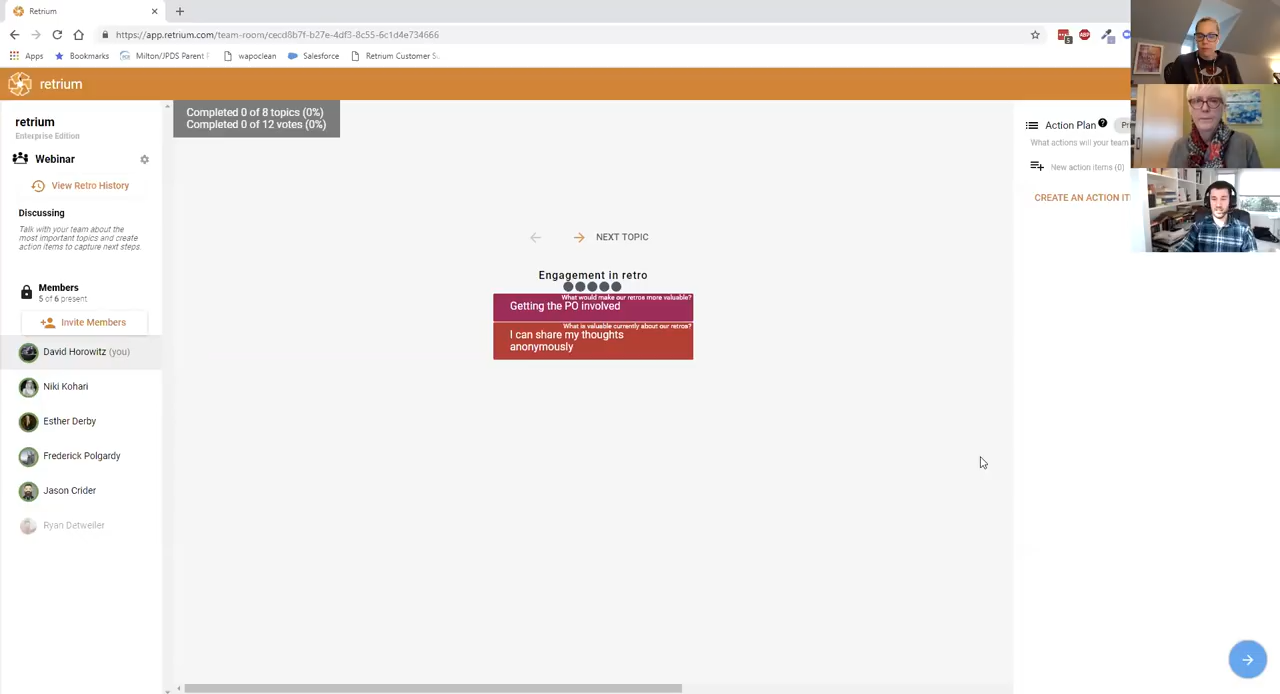 Retrium
https://app.retrium.com/team-room/cecd8b7f-b27e-4df3-8c55-6c1d4e734666
Apps
Bookmarks
Milton/JPDS Parent F
wapoclean
Salesforce
Retrium Customer Su
5
ABP
retrium
Completed 0 of 8 topics (0%)
Completed 0 of 12 votes (0%)
retrium
Enterprise Edition
Webinar
View Retro History
Discussing
Talk with your team about the
most important topics and create
action items to capture next steps.
Members
5 of 6 present.
Invite Members
David Horowitz (you)
Niki Kohari
Esther Derby
Frederick Polgardy
Jason Crider
Ryan Detweiler
NEXT TOPIC
Engagement in retro
What would make our retros more valuable?
Getting the PO involved
What is valuable currently about our retros?
I can share my thoughts
anonymously
Action Plan
Pri
What actions will your team
New action items (0)
CREATE AN ACTION IT